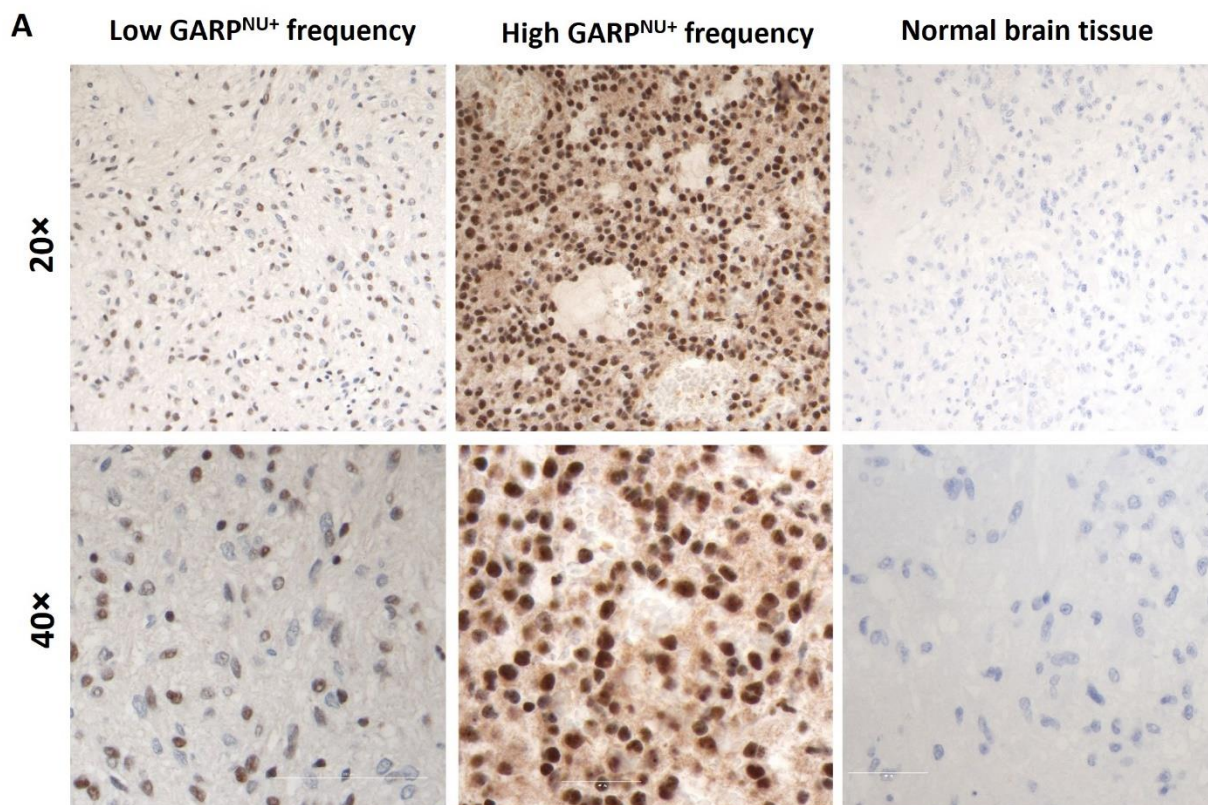 A
Low GARPᴺᵁ⁺ frequency
High GARPᴺᵁ⁺ frequency
Normal brain tissue
20×
40×